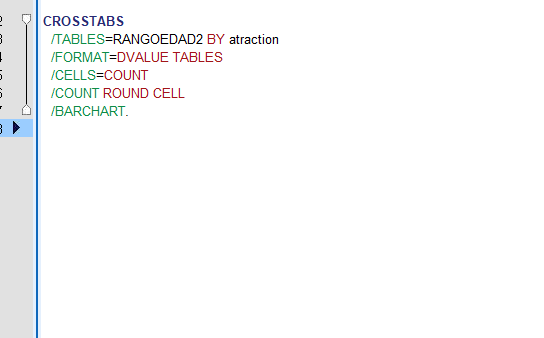 CROSSTABS
/TABLES=RANGOEDAD2 BY atraction
/FORMAT=DVALUE TABLES
/CELLS=COUNT
/COUNT ROUND CELL
/BARCHART.